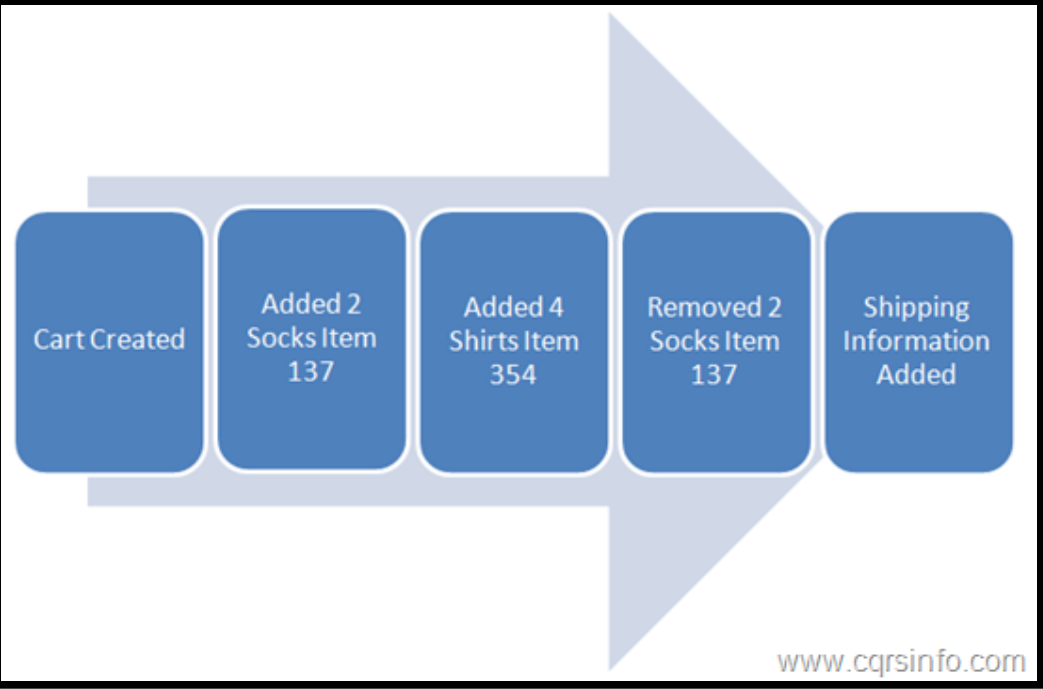 Cart Created
Added 2
Socks Item
137
Added 4
Shirts Item
354
Removed 2
Socks Item
137
Shipping
Information
Added
www.cqrsinfo.com